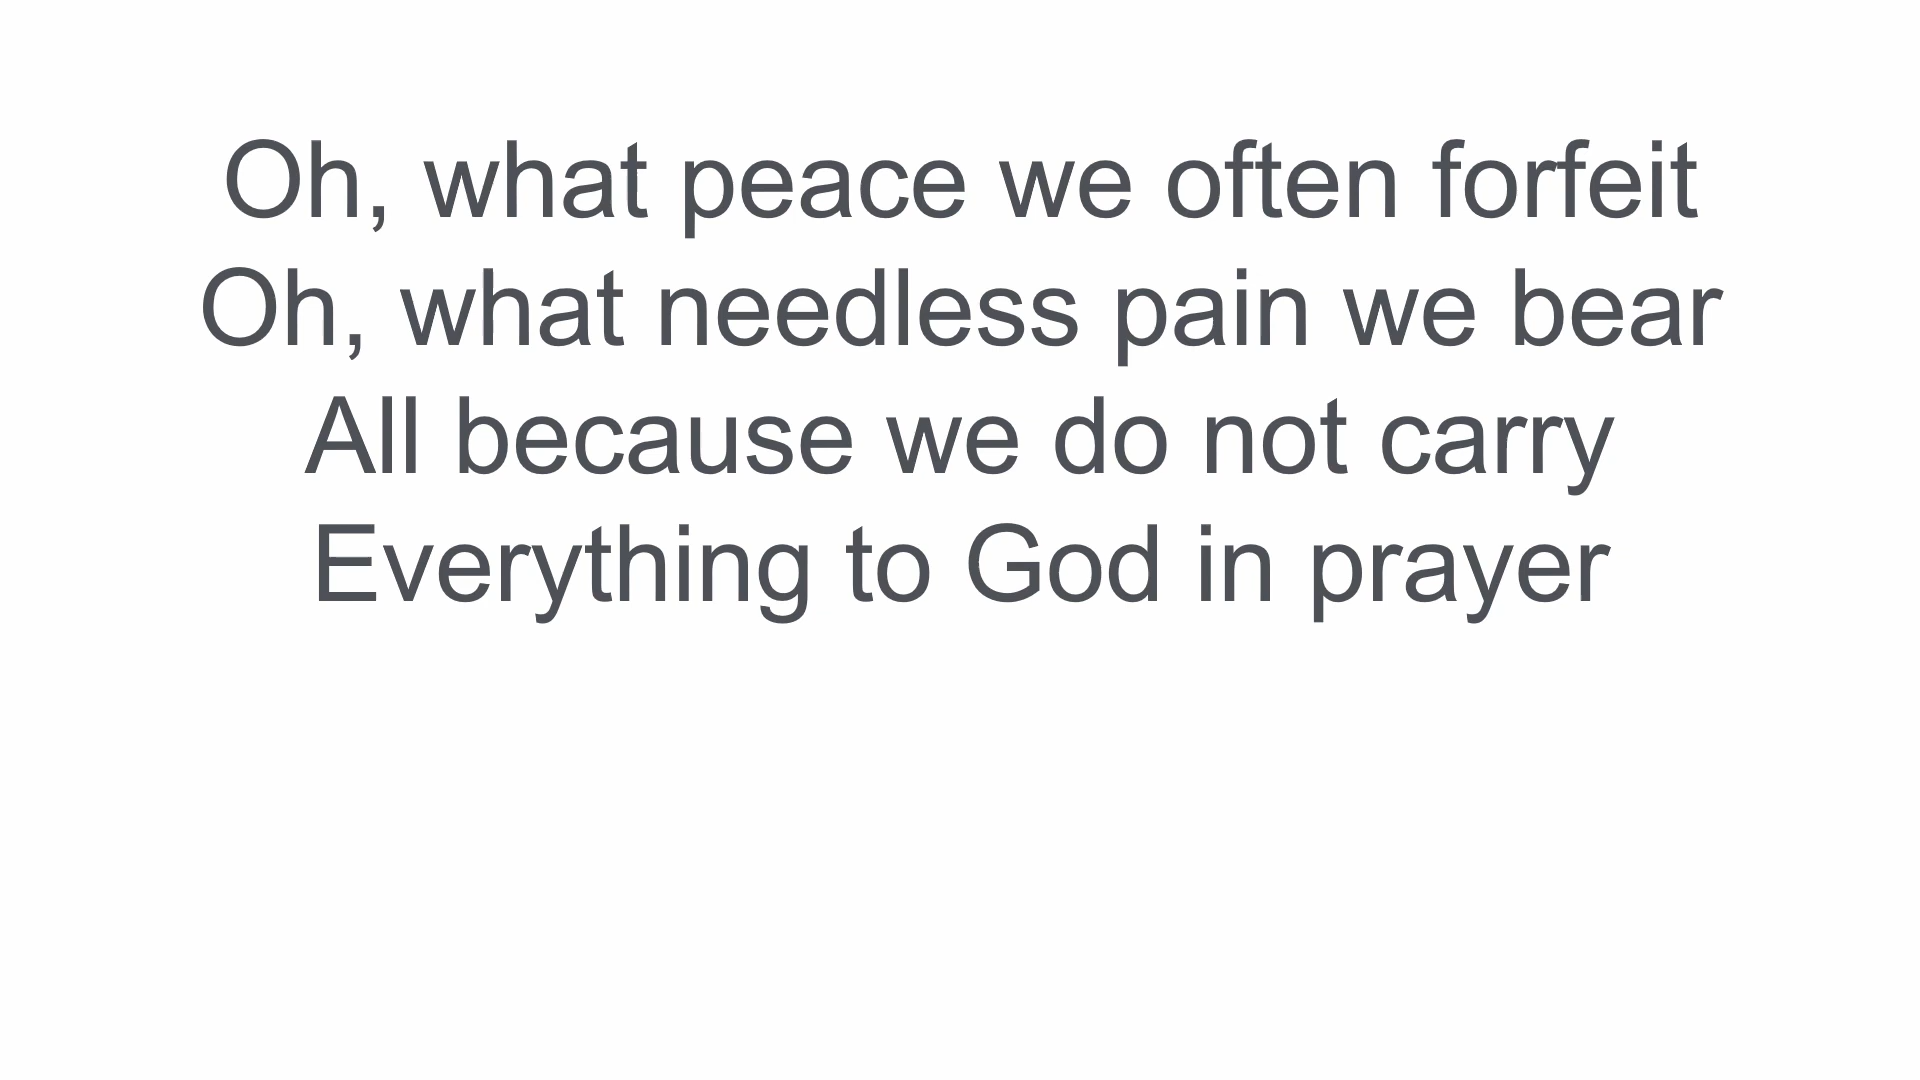 Oh, what peace we often forfeit
Oh, what needless pain we bear
All because we do not carry
Everything to God in prayer